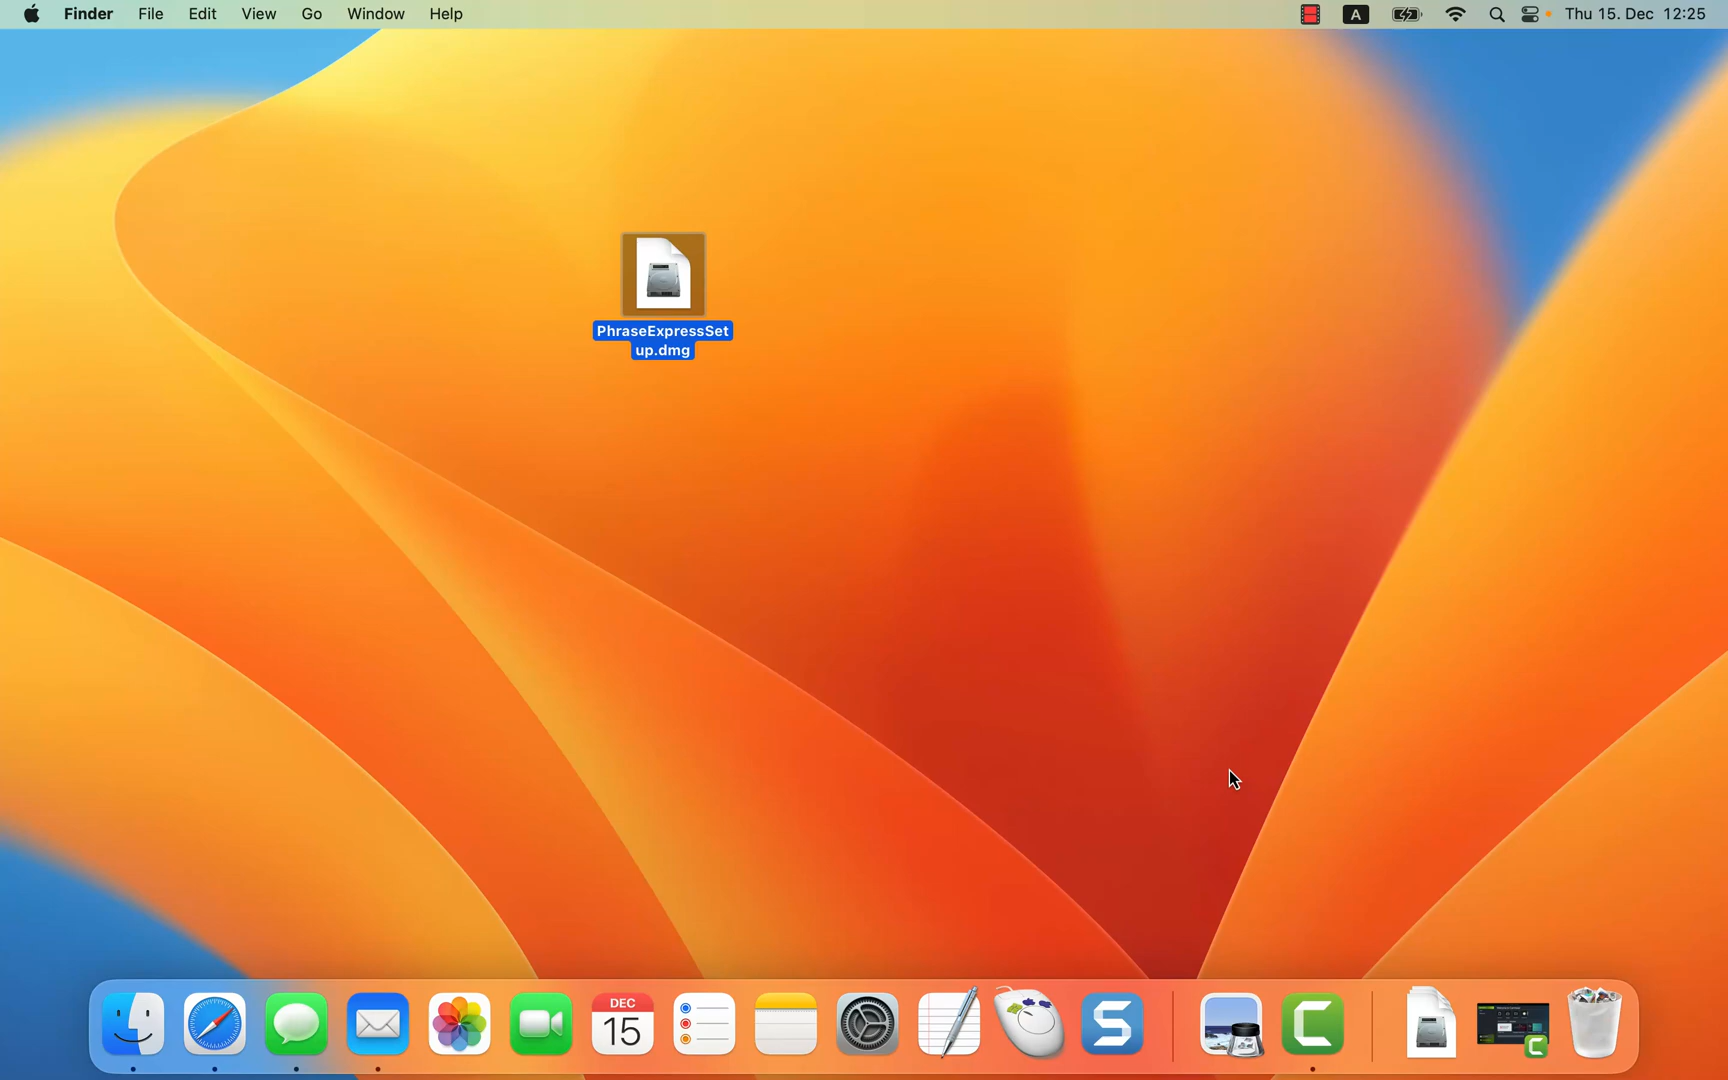 Finder File Edit View Go Window Help A Thu 15. Dec 12:25
PhraseExpressSet
up.dmg
DEC
15
S
C